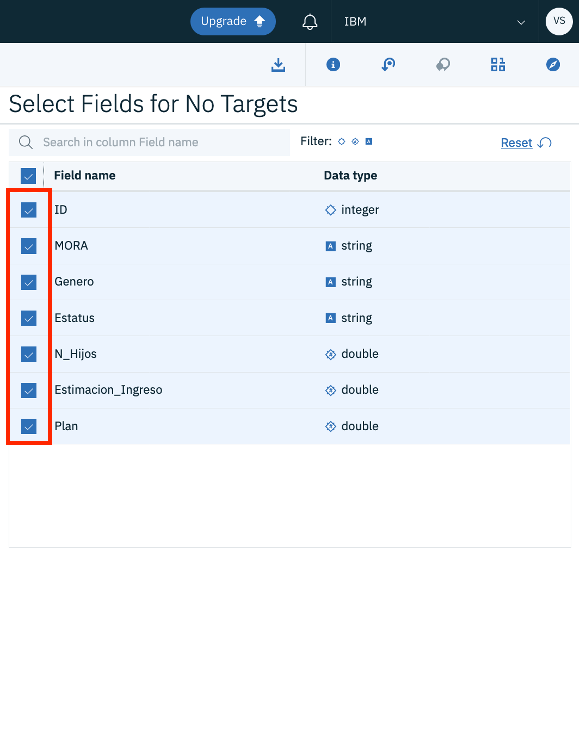 Upgrade IBM VS
Select Fields for No Targets
Search in column Field name Filter: Reset
Field name Data type
ID integer
MORA A string
Genero A string
Estatus A string
N_Hijos double
Estimacion_Ingreso double
Plan double